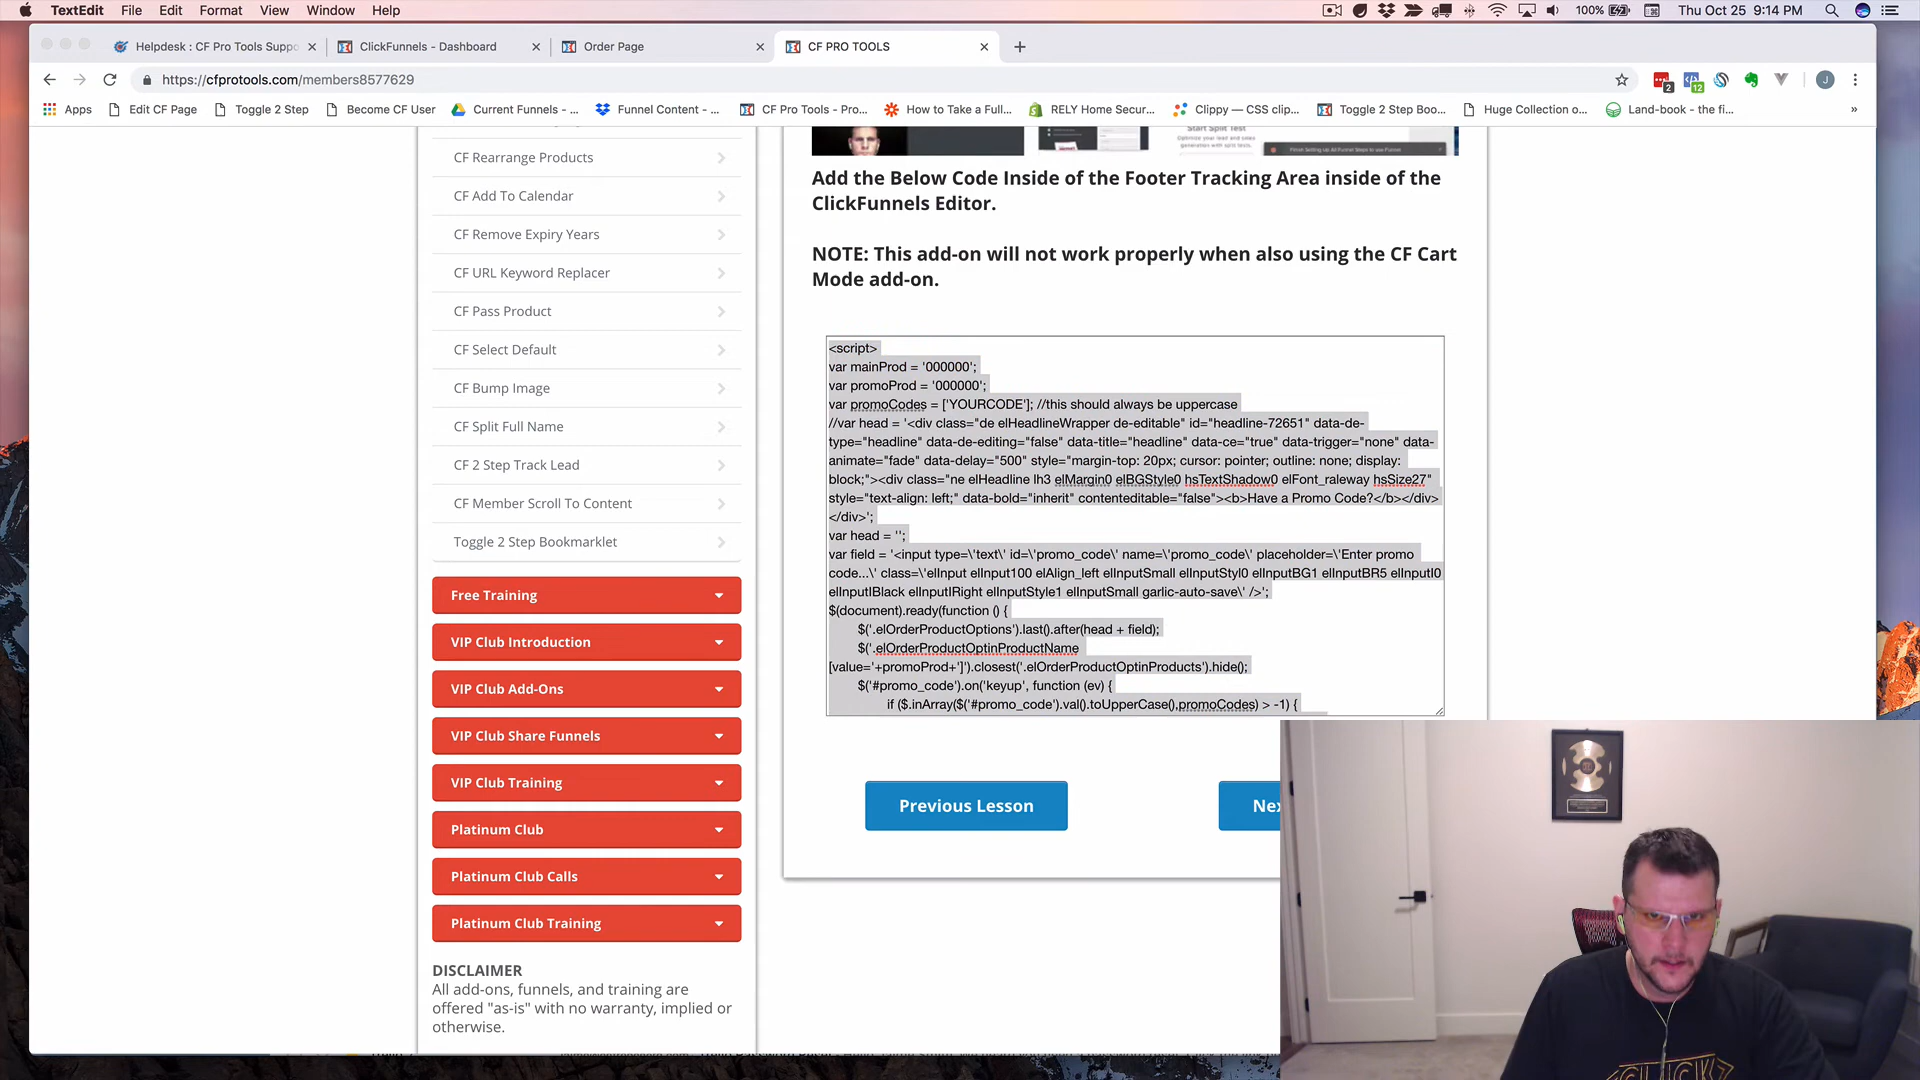 TextEdit File Edit Format View Window Help 100% Thu Oct 25 9:14 PM
Helpdesk : CF Pro Tools Suppo ClickFunnels - Dashboard Order Page CF PRO TOOLS
https://cfprotools.com/members8577629
Apps Edit CF Page Toggle 2 Step Become CF User Current Funnels - ... Funnel Content - ... CF Pro Tools - Pro... How to Take a Full... RELY Home Secur... Clippy — CSS clip... Toggle 2 Step Boo... Huge Collection o... Land-book - the fi... »
CF Rearrange Products
CF Add To Calendar
CF Remove Expiry Years
CF URL Keyword Replacer
CF Pass Product
CF Select Default
CF Bump Image
CF Split Full Name
CF 2 Step Track Lead
CF Member Scroll To Content
Toggle 2 Step Bookmarklet
Free Training
VIP Club Introduction
VIP Club Add-Ons
VIP Club Share Funnels
VIP Club Training
Platinum Club
Platinum Club Calls
Platinum Club Training
DISCLAIMER
All add-ons, funnels, and training are
offered "as-is" with no warranty, implied or
otherwise.
Start Split Test
Add the Below Code Inside of the Footer Tracking Area inside of the
ClickFunnels Editor.
NOTE: This add-on will not work properly when also using the CF Cart
Mode add-on.
<script>
var mainProd = '000000';
var promoProd = '000000';
var promoCodes = ['YOURCODE']; //this should always be uppercase
//var head = '<div class="de elHeadlineWrapper de-editable" id="headline-72651" data-de-
type="headline" data-de-editing="false" data-title="headline" data-ce="true" data-trigger="none" data-
animate="fade" data-delay="500" style="margin-top: 20px; cursor: pointer; outline: none; display:
block;"><div class="ne elHeadline lh3 elMargin0 elBGStyle0 hsTextShadow0 elFont_raleway hsSize27"
style="text-align: left;" data-bold="inherit" contenteditable="false"><b>Have a Promo Code?</b></div>
</div>';
var head = '';
var field = '<input type=\'text\' id=\'promo_code\' name=\'promo_code\' placeholder=\'Enter promo
code...\' class=\'elInput elInput100 elAlign_left elInputSmall elInputStyl0 elInputBG1 elInputBR5 elInputI0
elInputIBlack elInputIRight elInputStyle1 elInputSmall garlic-auto-save\' />';
$(document).ready(function () {
$('.elOrderProductOptions').last().after(head + field);
$('.elOrderProductOptinProductName
[value='+promoProd+']').closest('.elOrderProductOptinProducts').hide();
$('#promo_code').on('keyup', function (ev) {
if ($.inArray($('#promo_code').val().toUpperCase(),promoCodes) > -1) {
Previous Lesson
Ne